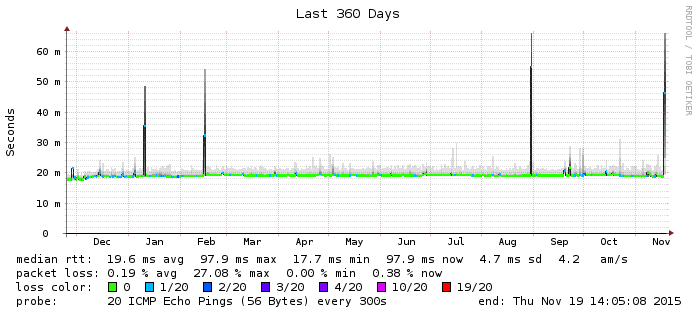 Last 360 Days
RRDTOOL / TOBI OETIKER
Seconds
60 m
50 m
40 m
30 m
20 m
10 m
0
Dec Jan Feb Mar Apr May Jun Jul Aug Sep Oct Nov
median rtt: 19.6 ms avg 97.9 ms max 17.7 ms min 97.9 ms now 4.7 ms sd 4.2 am/s
packet loss: 0.19 % avg 27.08 % max 0.00 % min 0.38 % now
loss color: 0 1/20 2/20 3/20 4/20 10/20 19/20
probe: 20 ICMP Echo Pings (56 Bytes) every 300s end: Thu Nov 19 14:05:08 2015